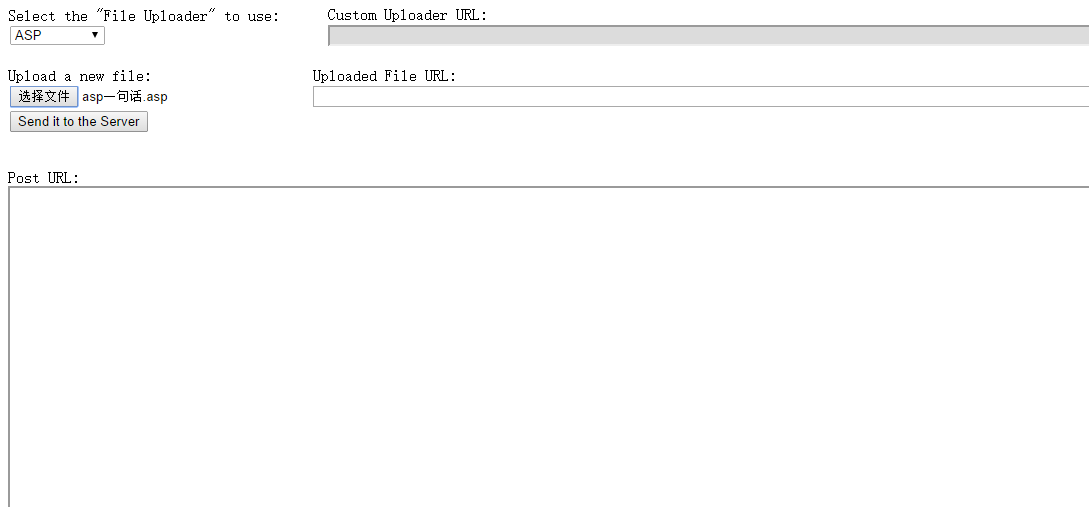 Select the "File Uploader" to use:
Custom Uploader URL:
ASP
Upload a new file:
Uploaded File URL:
选择文件 asp一句话.asp
Send it to the Server
Post URL: